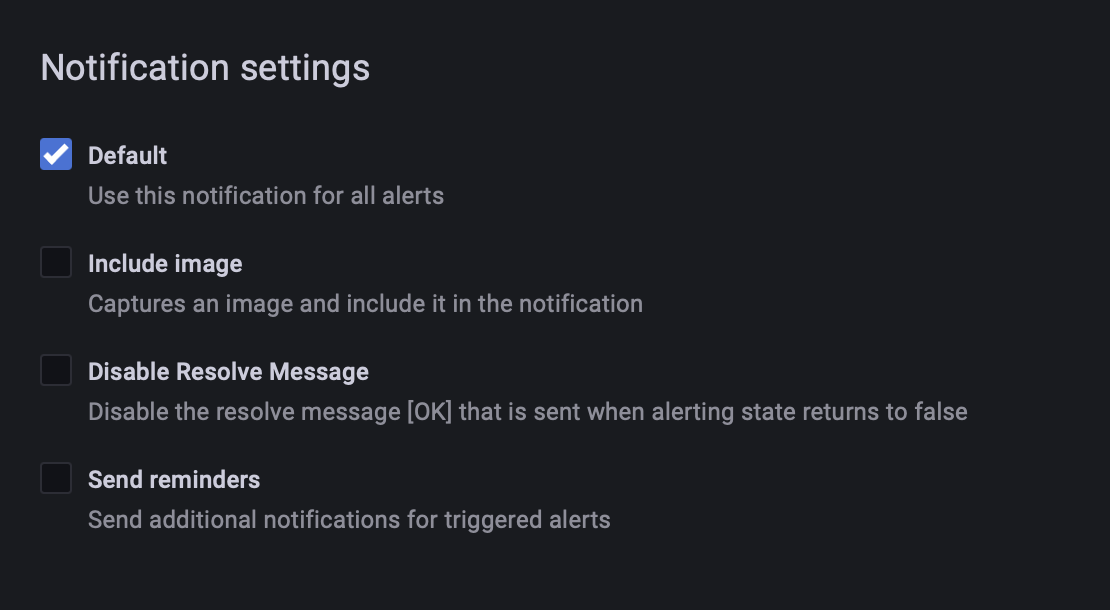 Notification settings
Default
Use this notification for all alerts
Include image
Captures an image and include it in the notification
Disable Resolve Message
Disable the resolve message [OK] that is sent when alerting state returns to false
Send reminders
Send additional notifications for triggered alerts